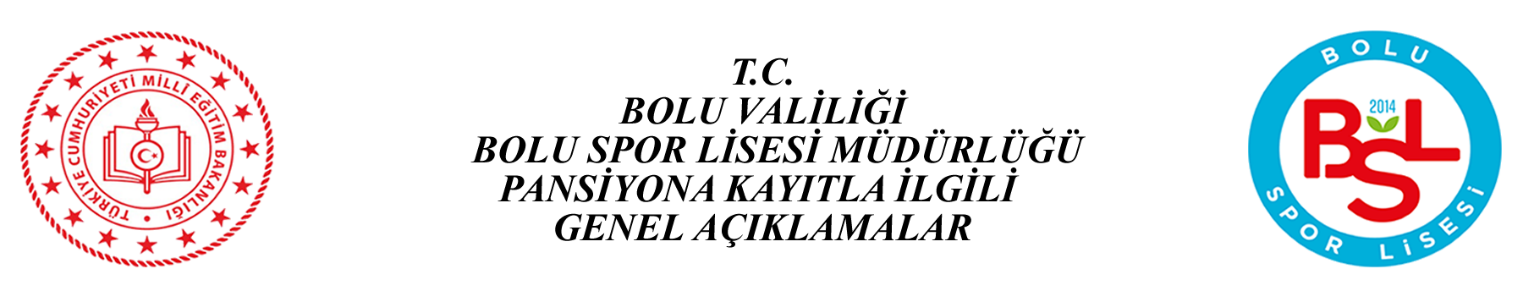 TÜRKİYE CUMHURİYETİ MİLLÎ EĞİTİM BAKANLIĞI
T.C.
BOLU VALİLİĞİ
BOLU SPOR LİSESİ MÜDÜRLÜĞÜ
PANSİYONA KAYITLA İLGİLİ
GENEL AÇIKLAMALAR
BOLU
2014
BSL
SPOR LİSESİ